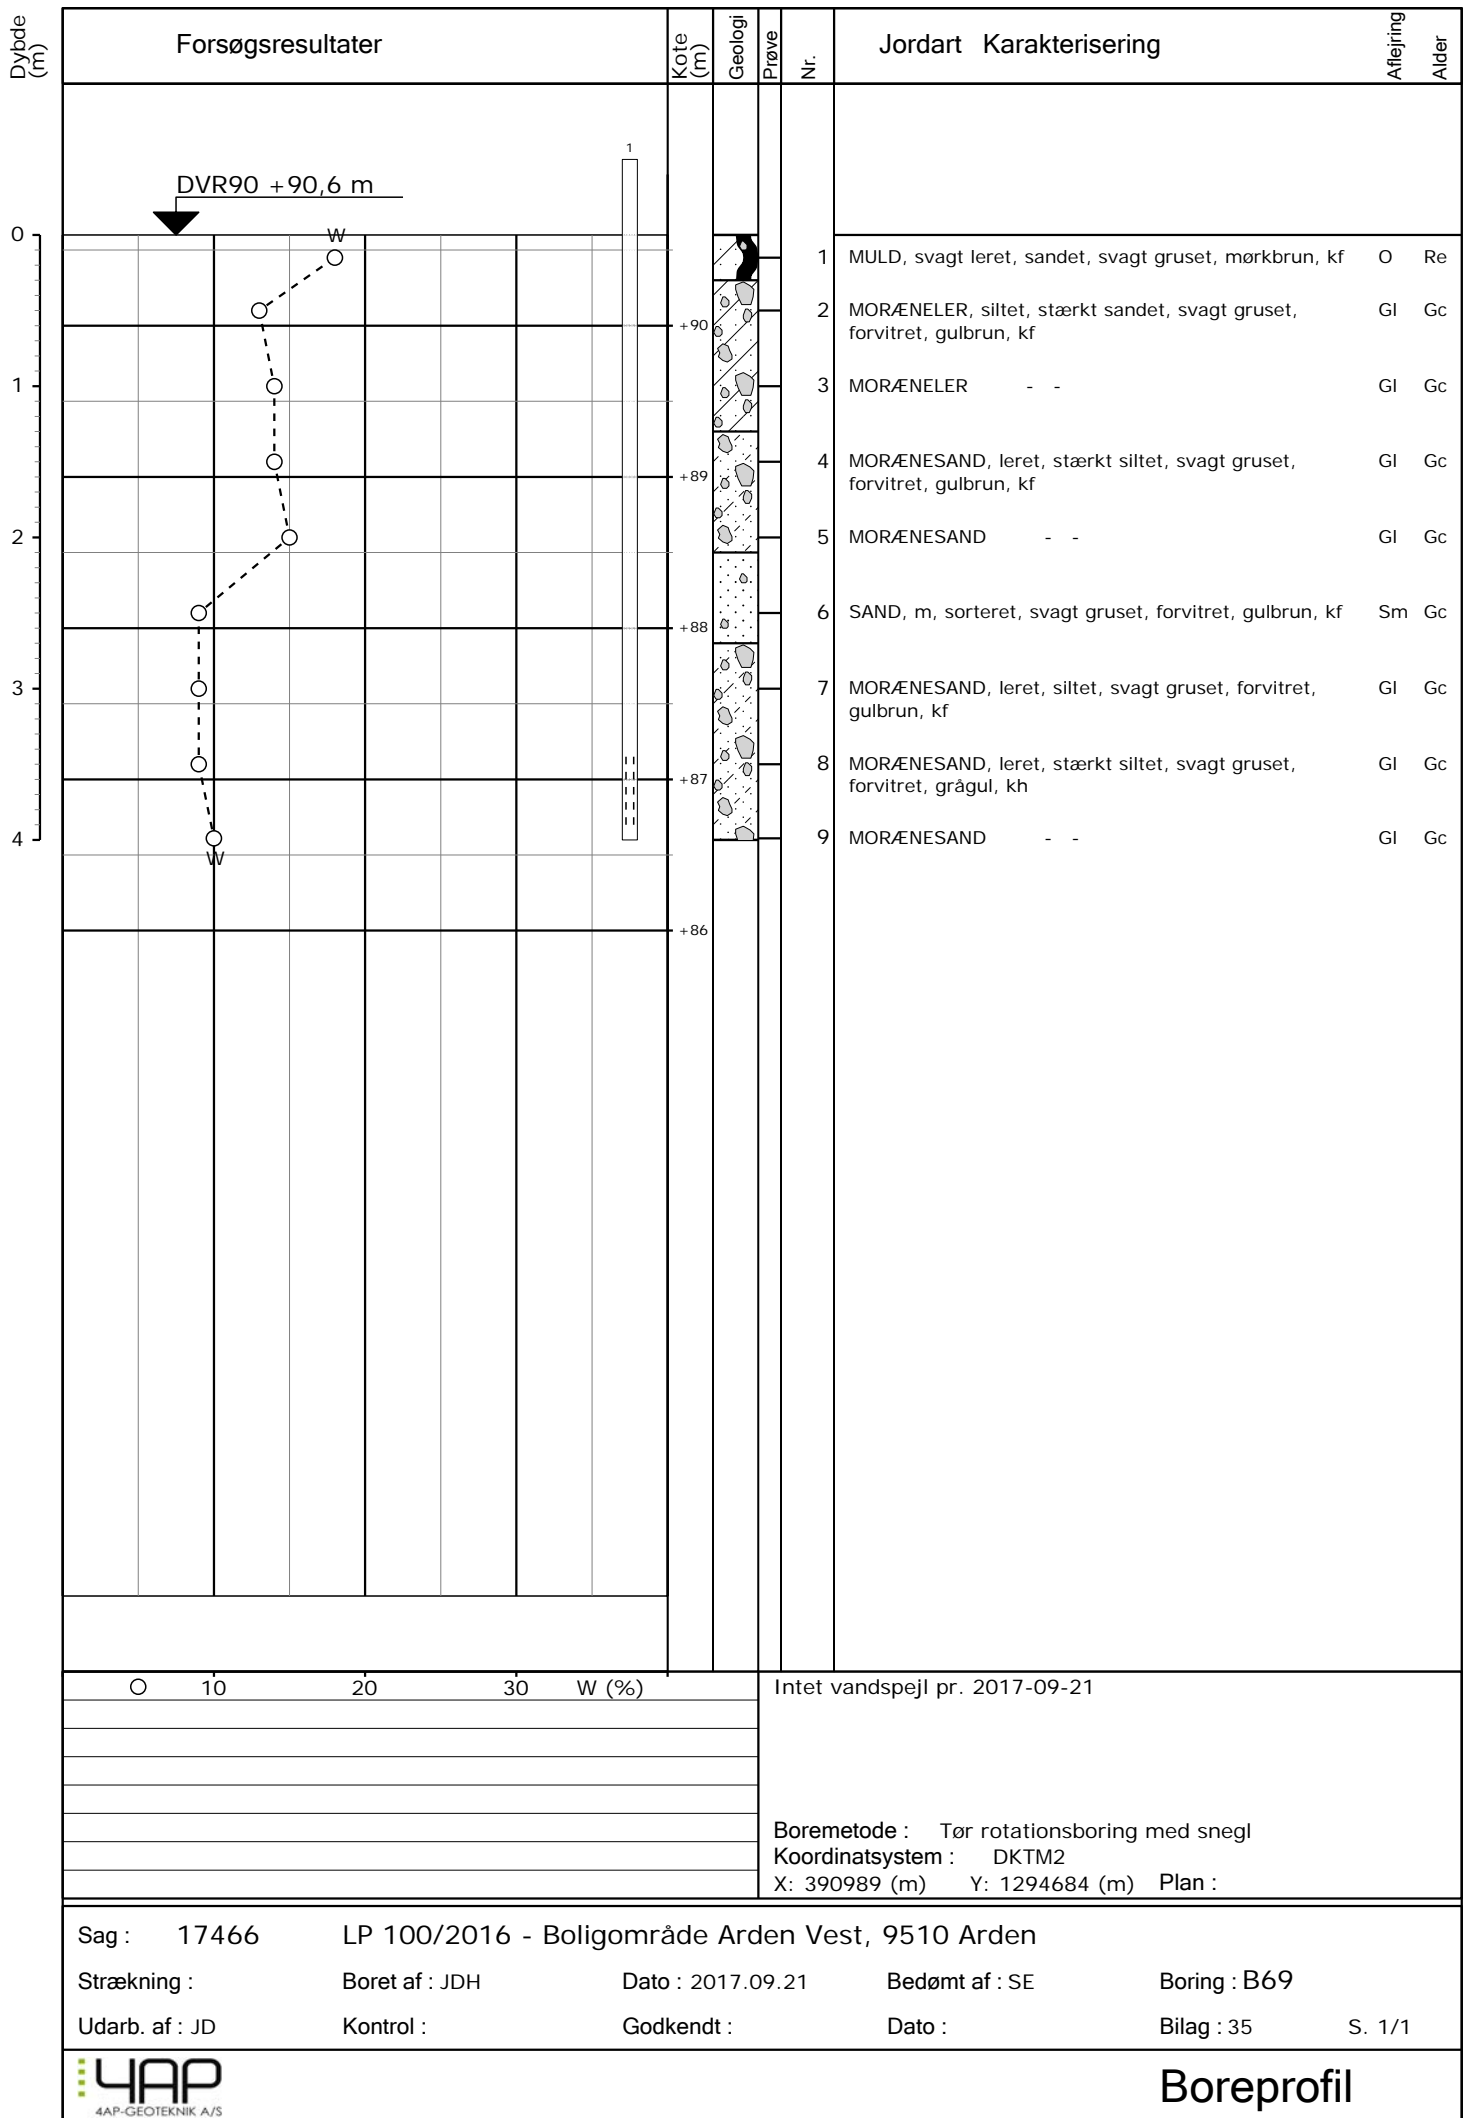 Dybde
(m)
Forsøgsresultater
Kote
(m)
Geologi
Prøve
Nr.
Jordart Karakterisering
Aflejring
Alder
1
DVR90 +90,6 m
0
W
1 MULD, svagt leret, sandet, svagt gruset, mørkbrun, kf O Re
2 MORÆNELER, siltet, stærkt sandet, svagt gruset, Gl Gc
forvitret, gulbrun, kf
+90
1
3 MORÆNELER - - Gl Gc
4 MORÆNESAND, leret, stærkt siltet, svagt gruset, Gl Gc
forvitret, gulbrun, kf
+89
2
5 MORÆNESAND - - Gl Gc
6 SAND, m, sorteret, svagt gruset, forvitret, gulbrun, kf Sm Gc
+88
3
7 MORÆNESAND, leret, siltet, svagt gruset, forvitret, Gl Gc
gulbrun, kf
8 MORÆNESAND, leret, stærkt siltet, svagt gruset, Gl Gc
forvitret, grågul, kh
+87
4
9 MORÆNESAND - - Gl Gc
W
+86
10 20 30 W (%)
Intet vandspejl pr. 2017-09-21
Boremetode : Tør rotationsboring med snegl
Koordinatsystem : DKTM2
X: 390989 (m) Y: 1294684 (m) Plan :
Sag : 17466 LP 100/2016 - Boligområde Arden Vest, 9510 Arden
Strækning : Boret af : JDH Dato : 2017.09.21 Bedømt af : SE Boring : B69
Udarb. af : JD Kontrol : Godkendt : Dato : Bilag : 35 S. 1/1
4AP
4AP-GEOTEKNIK A/S
Boreprofil